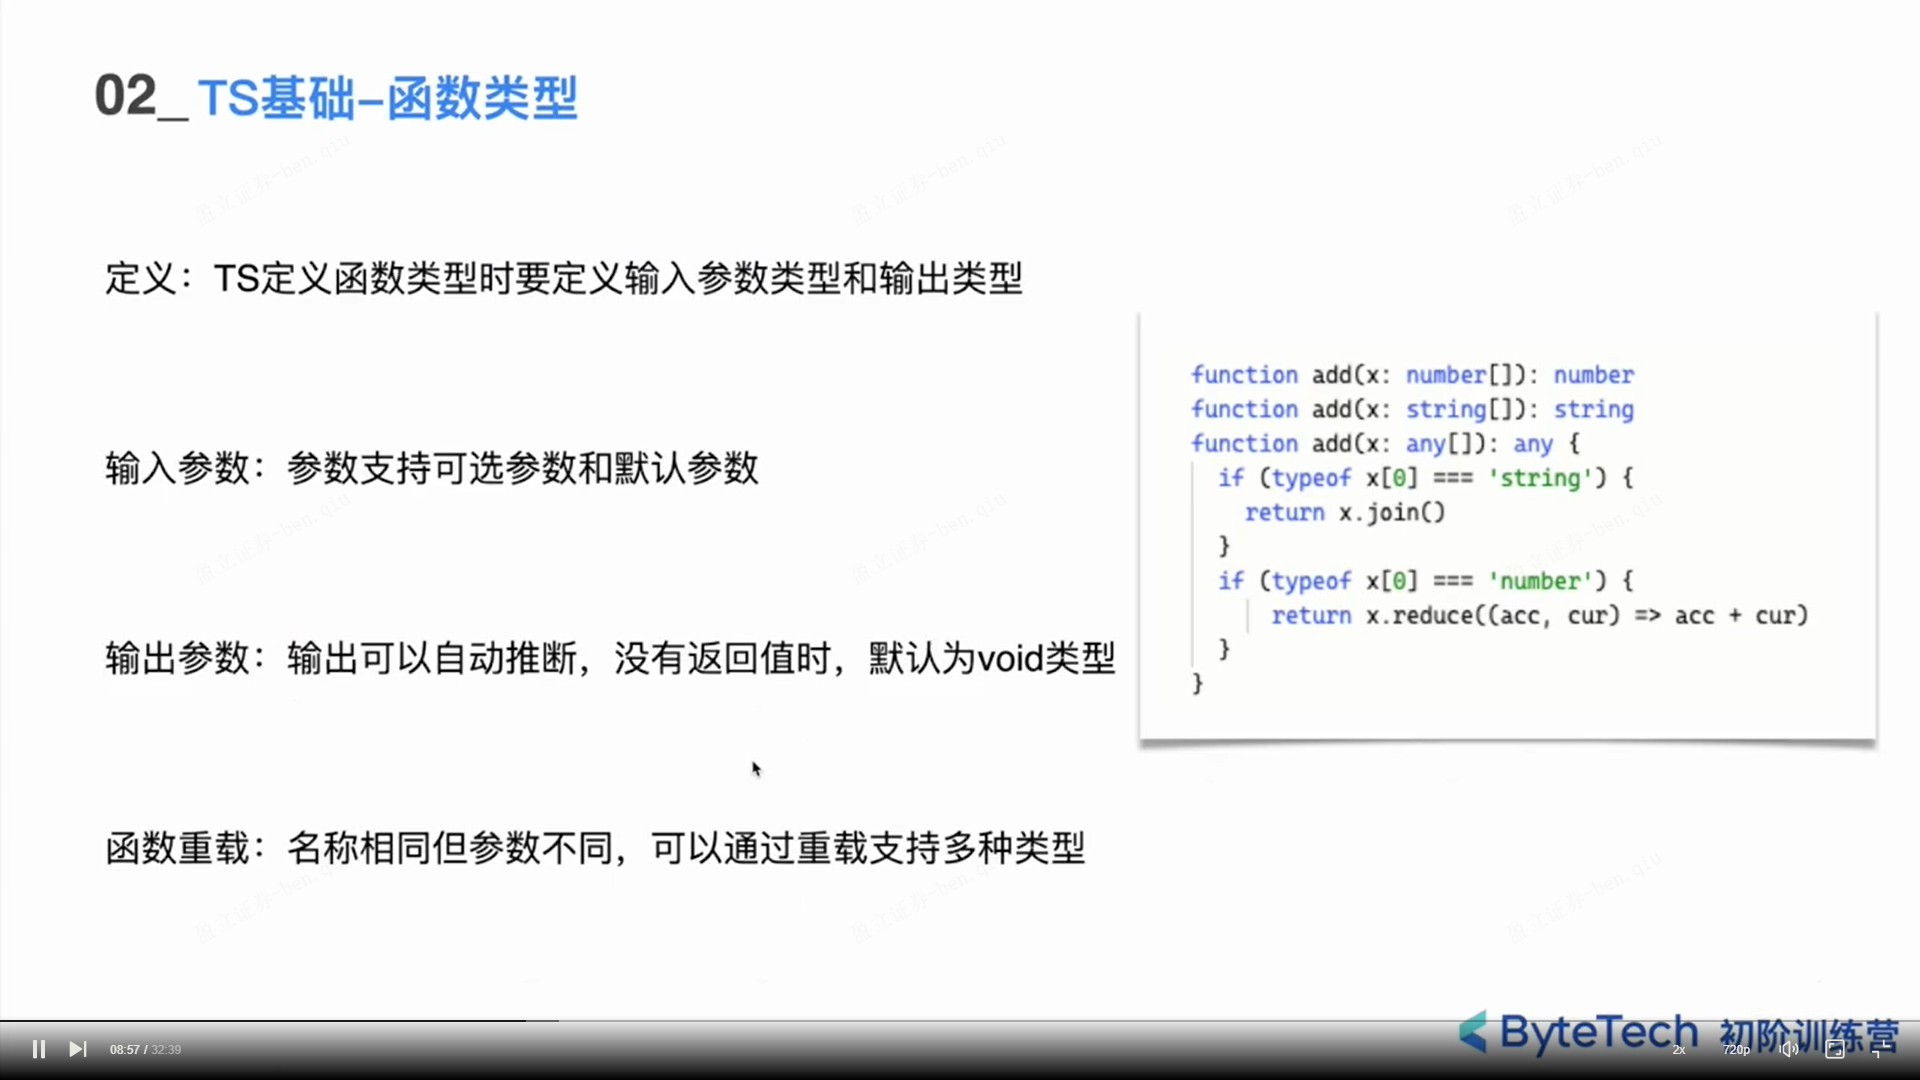 02_ TS基础-函数类型
定义：TS定义函数类型时要定义输入参数类型和输出类型
输入参数：参数支持可选参数和默认参数
输出参数：输出可以自动推断，没有返回值时，默认为void类型
函数重载：名称相同但参数不同，可以通过重载支持多种类型
function add(x: number[]): number
function add(x: string[]): string
function add(x: any[]): any {
if (typeof x[0] === 'string') {
return x.join()
}
if (typeof x[0] === 'number') {
return x.reduce((acc, cur) => acc + cur)
}
}
ByteTech 初阶训练营
08:57 / 32:39
2x
720p